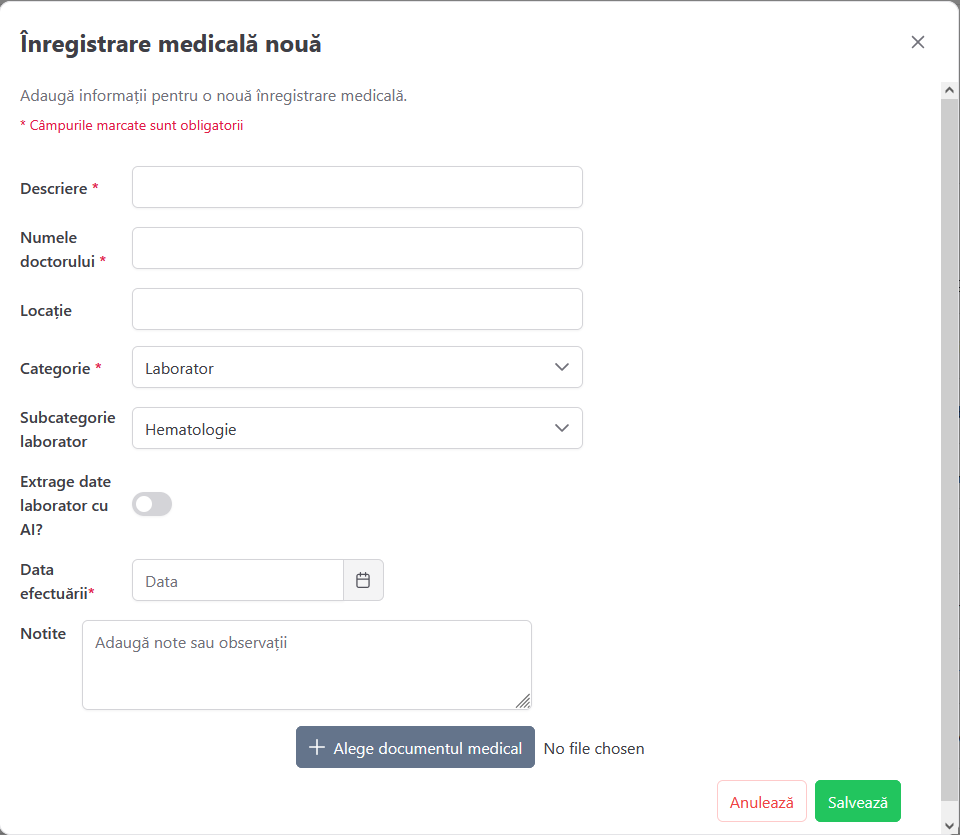 Înregistrare medicală nouă
Adaugă informații pentru o nouă înregistrare medicală.
* Câmpurile marcate sunt obligatorii
Descriere *
Numele
doctorului *
Locație
Categorie *
Laborator
Subcategorie
laborator
Hematologie
Extrage date
laborator cu
AI?
Data
efectuării*
Data
Notite
Adaugă note sau observații
Alege documentul medical No file chosen
Anulează Salvează